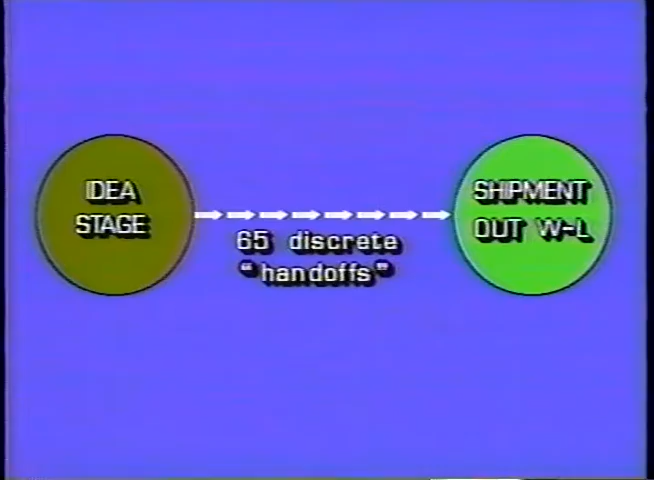 IDEA
STAGE
65 discrete
"handoffs"
SHIPMENT
OUT W-L